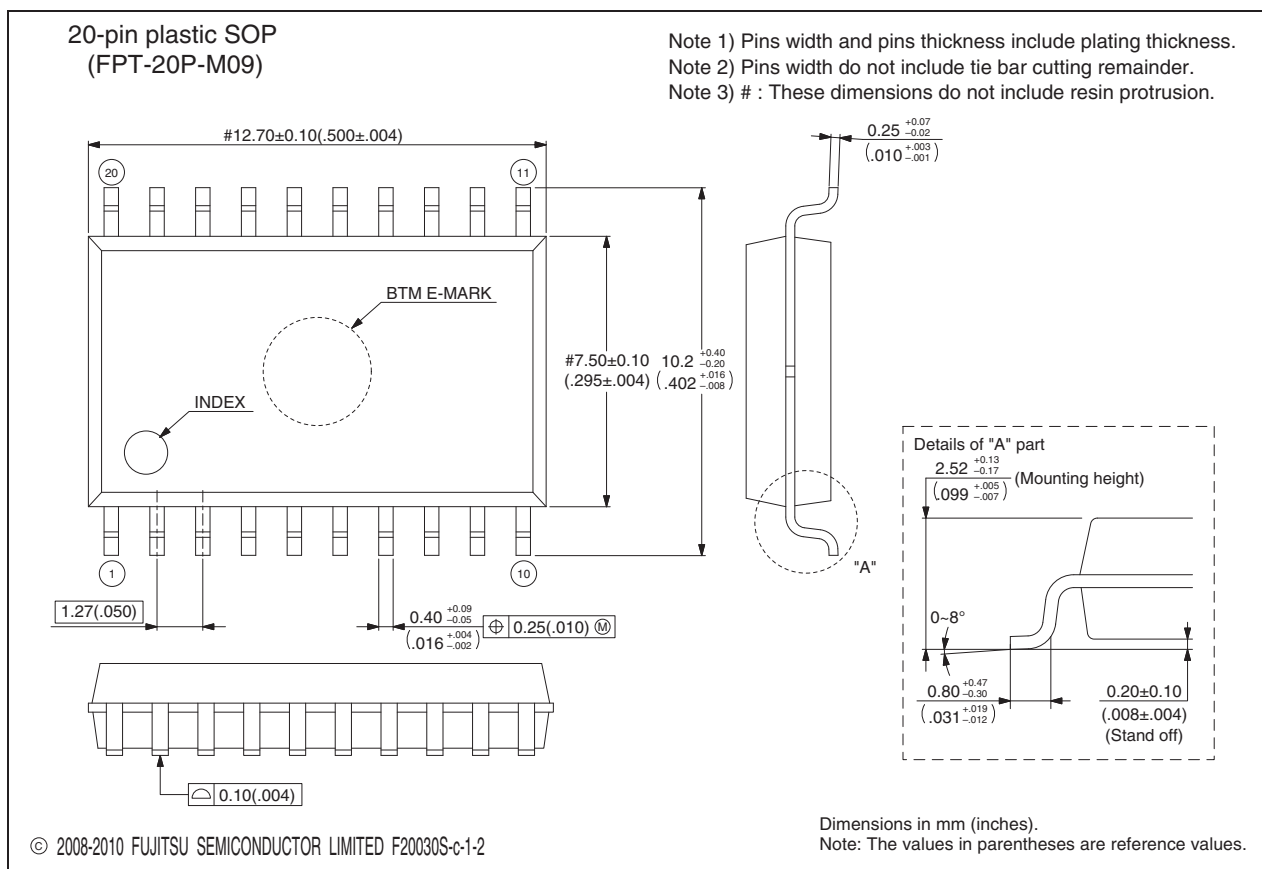 20-pin plastic SOP
(FPT-20P-M09)
Note 1) Pins width and pins thickness include plating thickness.
Note 2) Pins width do not include tie bar cutting remainder.
Note 3) # : These dimensions do not include resin protrusion.
#12.70±0.10(.500±.004)
0.25 +0.07 −0.02
(.010 +.003 −.001)
20
11
BTM E-MARK
#7.50±0.10
(.295±.004)
10.2 +0.40 −0.20
(.402 +.016 −.008)
INDEX
1
10
"A"
1.27(.050)
0.40 +0.09 −0.05
(.016 +.004 −.002)
⌖ 0.25(.010) Ⓜ
Details of "A" part
2.52 +0.13 −0.17
(.099 +.005 −.007)
(Mounting height)
0~8°
0.80 +0.47 −0.30
(.031 +.019 −.012)
0.20±0.10
(.008±.004)
(Stand off)
⌓ 0.10(.004)
© 2008-2010 FUJITSU SEMICONDUCTOR LIMITED F20030S-c-1-2
Dimensions in mm (inches).
Note: The values in parentheses are reference values.